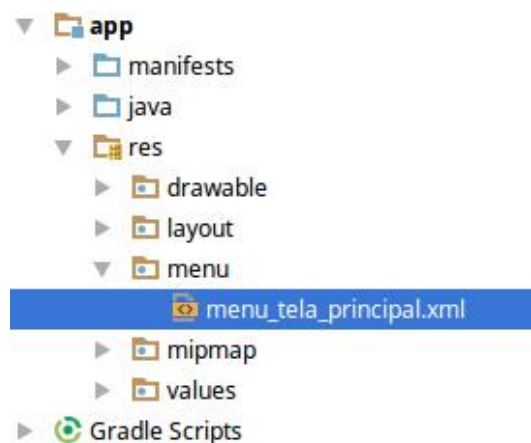 app
manifests
java
res
drawable
layout
menu
menu_tela_principal.xml
mipmap
values
Gradle Scripts